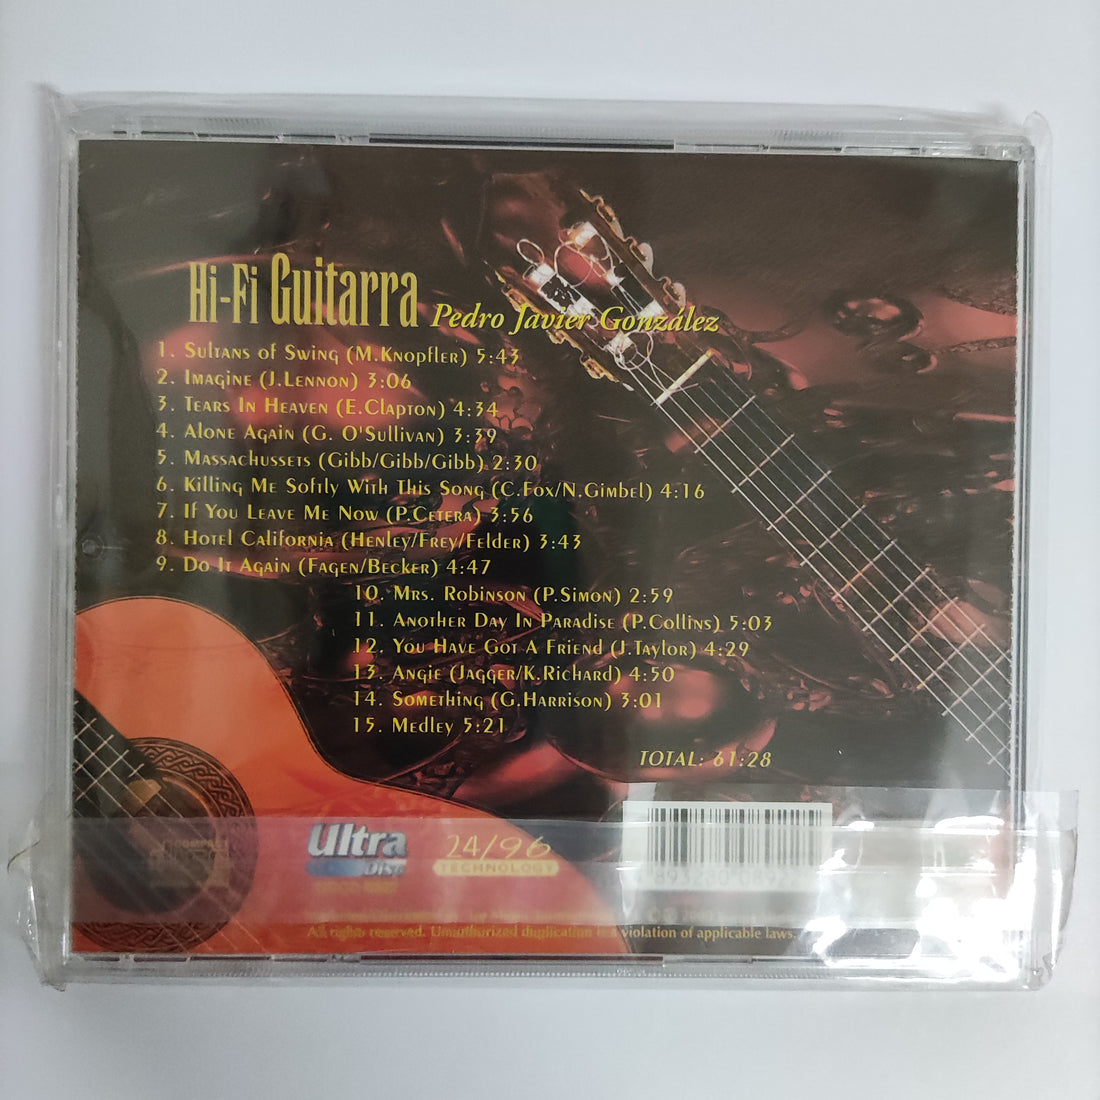 Hi-Fi Guitarra Pedro Javier González
1. Sultans of Swing (M.Knopfler) 5:43
2. Imagine (J.Lennon) 3:06
3. Tears In Heaven (E.Clapton) 4:34
4. Alone Again (G. O'Sullivan) 3:39
5. Massachussets (Gibb/Gibb/Gibb) 2:30
6. Killing Me Softly With This Song (C.Fox/N.Gimbel) 4:16
7. If You Leave Me Now (P.Cetera) 3:56
8. Hotel California (Henley/Frey/Felder) 3:43
9. Do It Again (Fagen/Becker) 4:47
10. Mrs. Robinson (P.Simon) 2:59
11. Another Day In Paradise (P.Collins) 5:03
12. You Have Got A Friend (J.Taylor) 4:29
13. Angie (Jagger/K.Richard) 4:50
14. Something (G.Harrison) 3:01
15. Medley 5:21
TOTAL: 61:28
Ultra
Disc
24/96
TECHNOLOGY
COMPACT
All rights reserved. Unauthorized duplication is a violation of applicable laws.